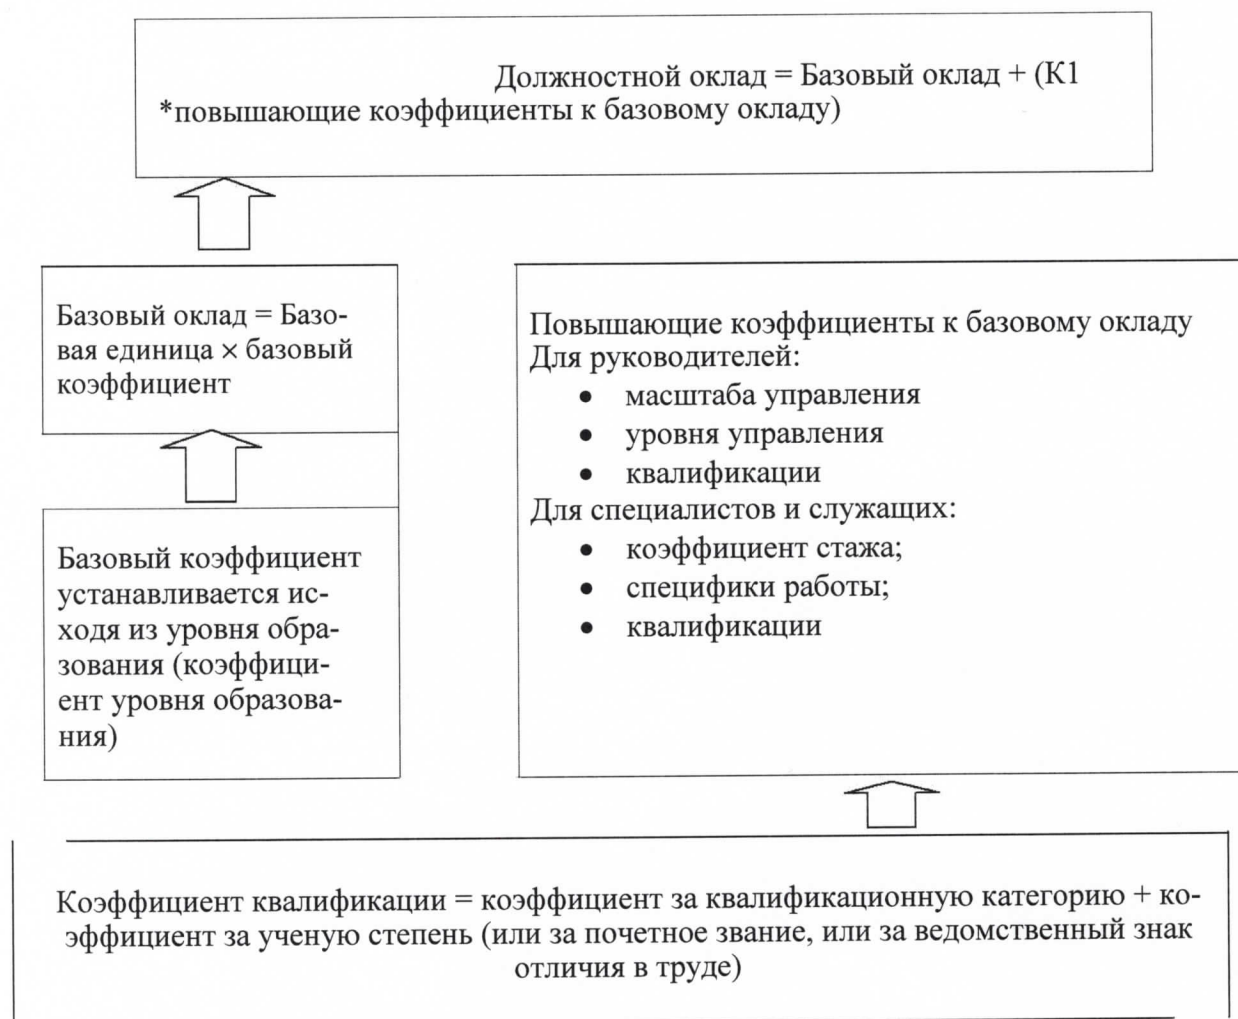 Должностной оклад = Базовый оклад + (К1
*повышающие коэффициенты к базовому окладу)
Базовый оклад = Базо-
вая единица × базовый
коэффициент
Базовый коэффициент
устанавливается ис-
ходя из уровня обра-
зования (коэффици-
ент уровня образова-
ния)
Повышающие коэффициенты к базовому окладу
Для руководителей:
• масштаба управления
• уровня управления
• квалификации
Для специалистов и служащих:
• коэффициент стажа;
• специфики работы;
• квалификации
Коэффициент квалификации = коэффициент за квалификационную категорию + ко-
эффициент за ученую степень (или за почетное звание, или за ведомственный знак
отличия в труде)